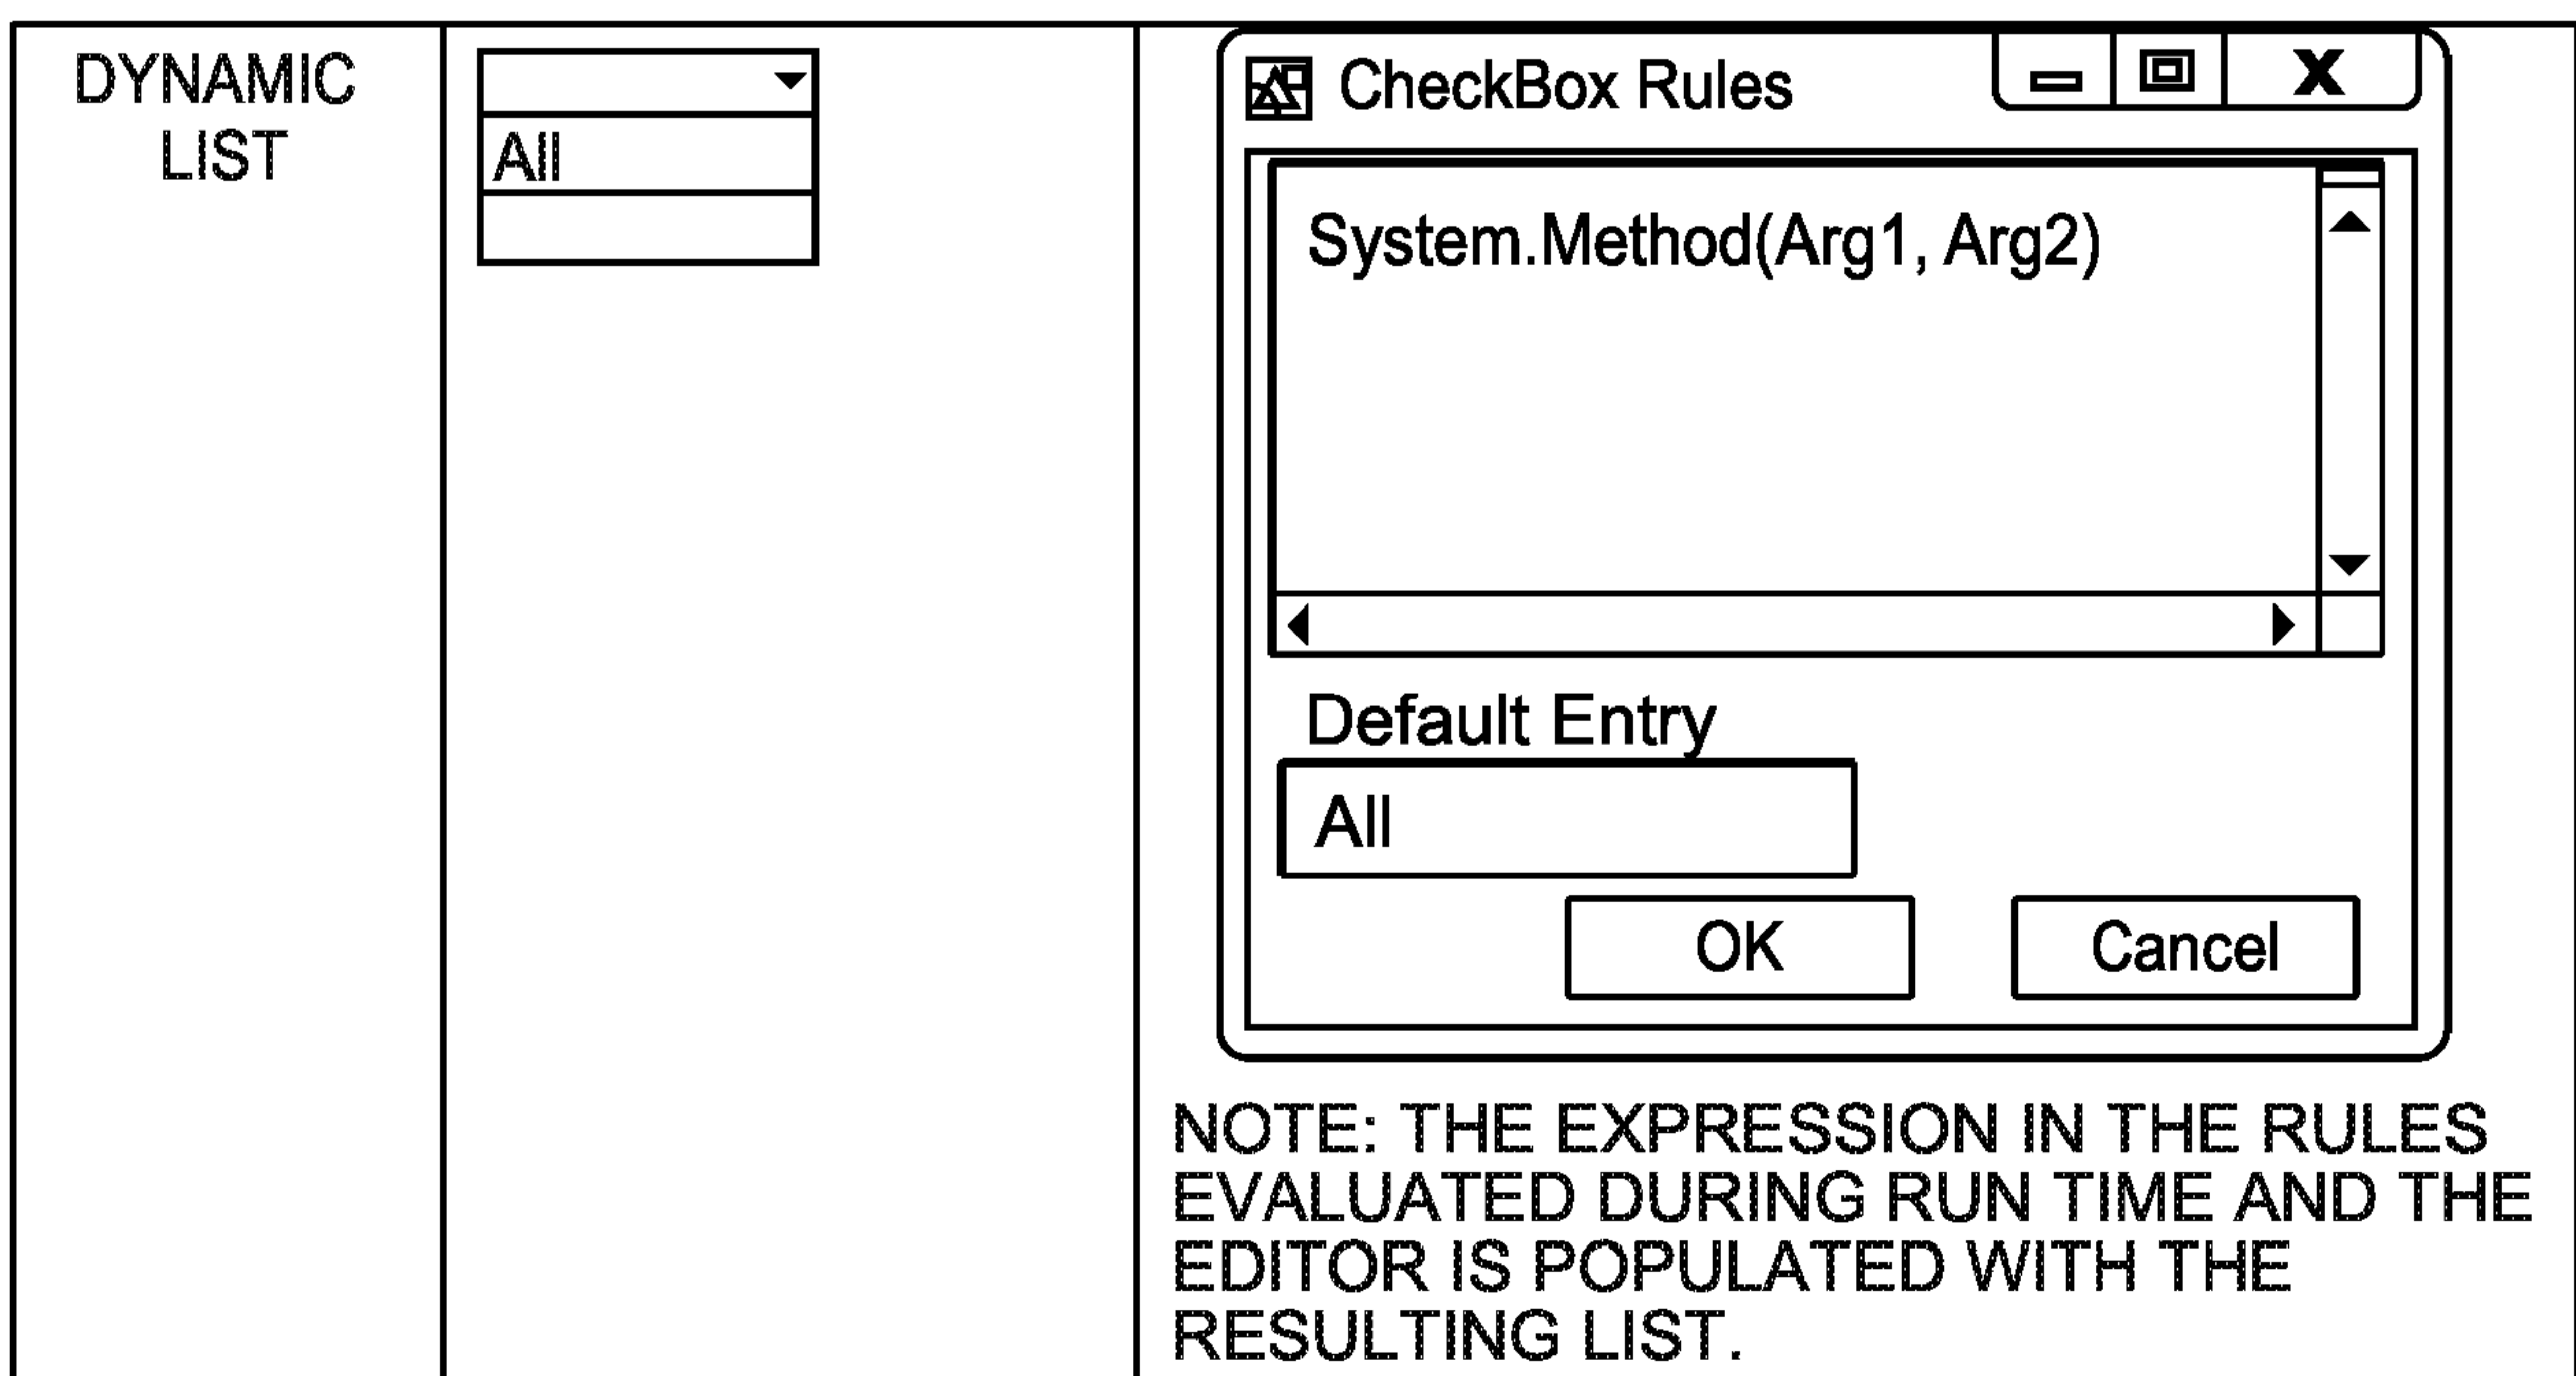 DYNAMIC
LIST
All
CheckBox Rules
X
System.Method(Arg1, Arg2)
Default Entry
All
OK
Cancel
NOTE: THE EXPRESSION IN THE RULES
EVALUATED DURING RUN TIME AND THE
EDITOR IS POPULATED WITH THE
RESULTING LIST.